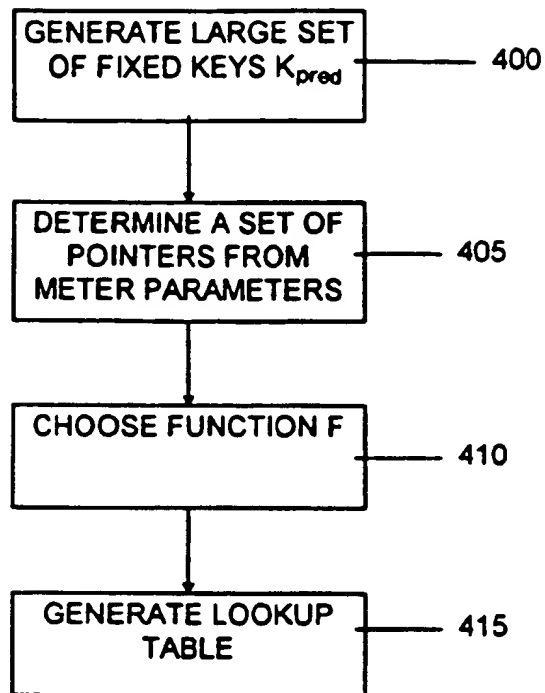 GENERATE LARGE SET
OF FIXED KEYS Kpred
400
DETERMINE A SET OF
POINTERS FROM
METER PARAMETERS
405
CHOOSE FUNCTION F
410
GENERATE LOOKUP
TABLE
415